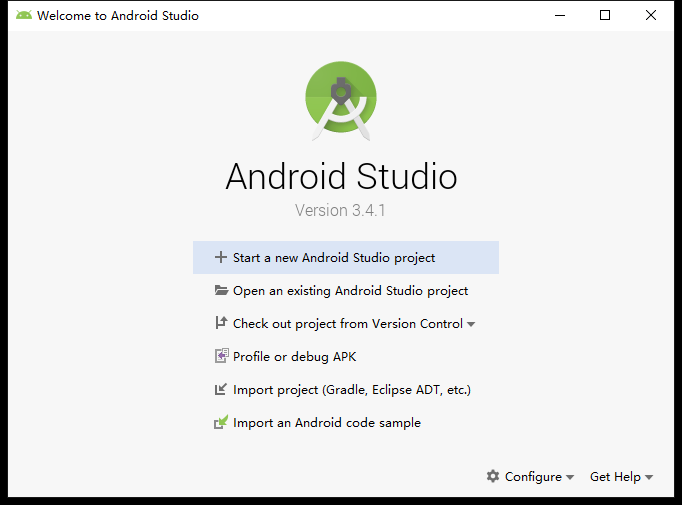 Welcome to Android Studio
Android Studio
Version 3.4.1
Start a new Android Studio project
Open an existing Android Studio project
Check out project from Version Control
Profile or debug APK
Import project (Gradle, Eclipse ADT, etc.)
Import an Android code sample
Configure Get Help